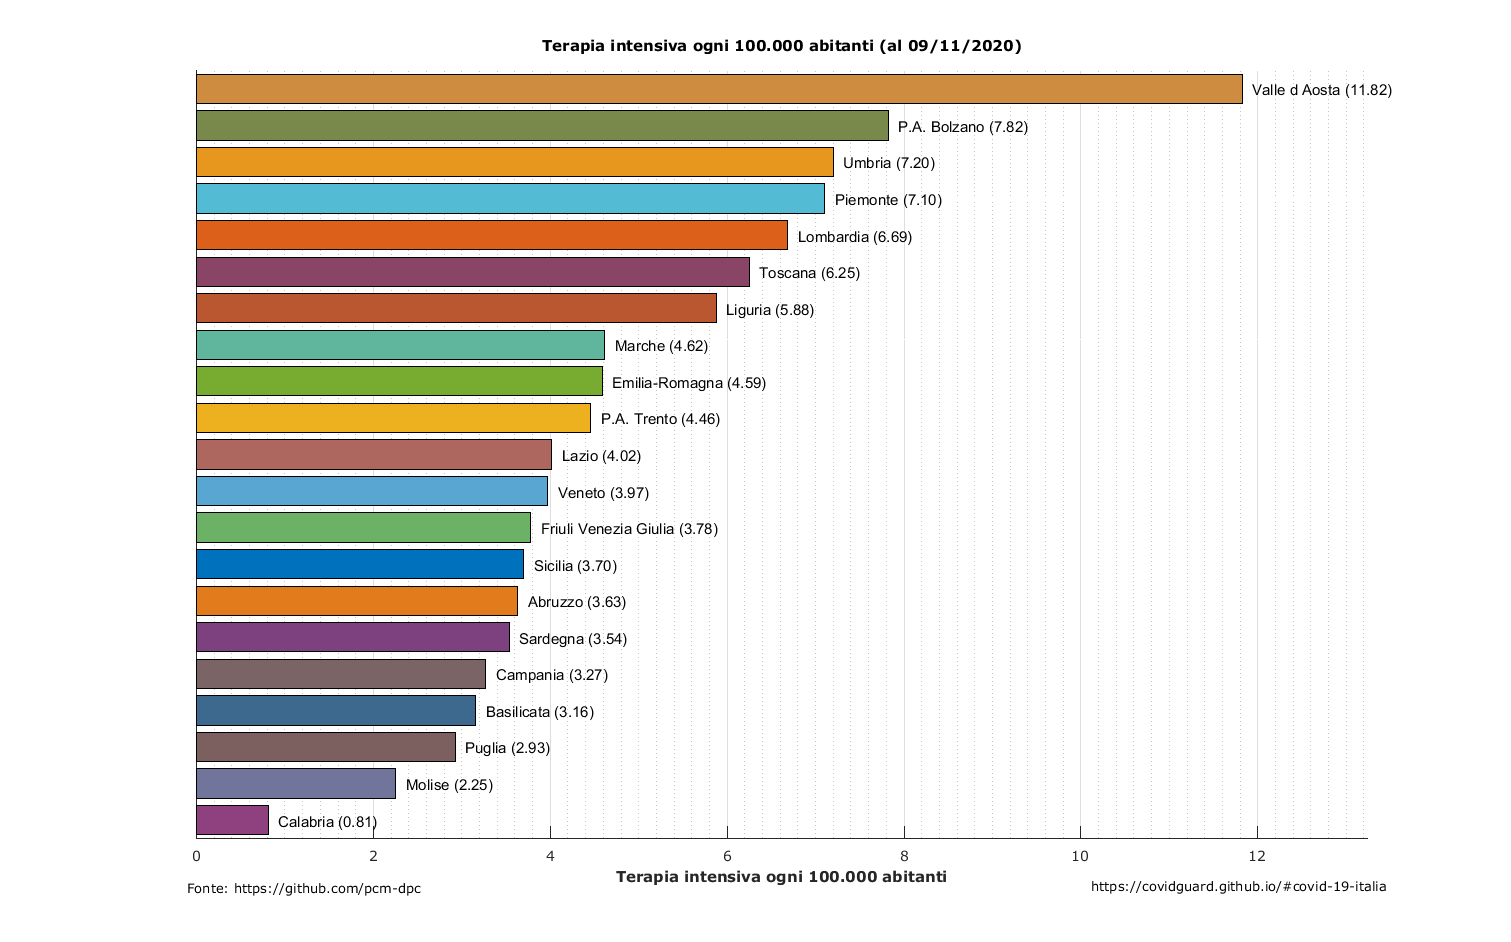 Terapia intensiva ogni 100.000 abitanti (al 09/11/2020)
Valle d Aosta (11.82)
P.A. Bolzano (7.82)
Umbria (7.20)
Piemonte (7.10)
Lombardia (6.69)
Toscana (6.25)
Liguria (5.88)
Marche (4.62)
Emilia-Romagna (4.59)
P.A. Trento (4.46)
Lazio (4.02)
Veneto (3.97)
Friuli Venezia Giulia (3.78)
Sicilia (3.70)
Abruzzo (3.63)
Sardegna (3.54)
Campania (3.27)
Basilicata (3.16)
Puglia (2.93)
Molise (2.25)
Calabria (0.81)
0 2 4 6 8 10 12
Terapia intensiva ogni 100.000 abitanti
Fonte: https://github.com/pcm-dpc
https://covidguard.github.io/#covid-19-italia